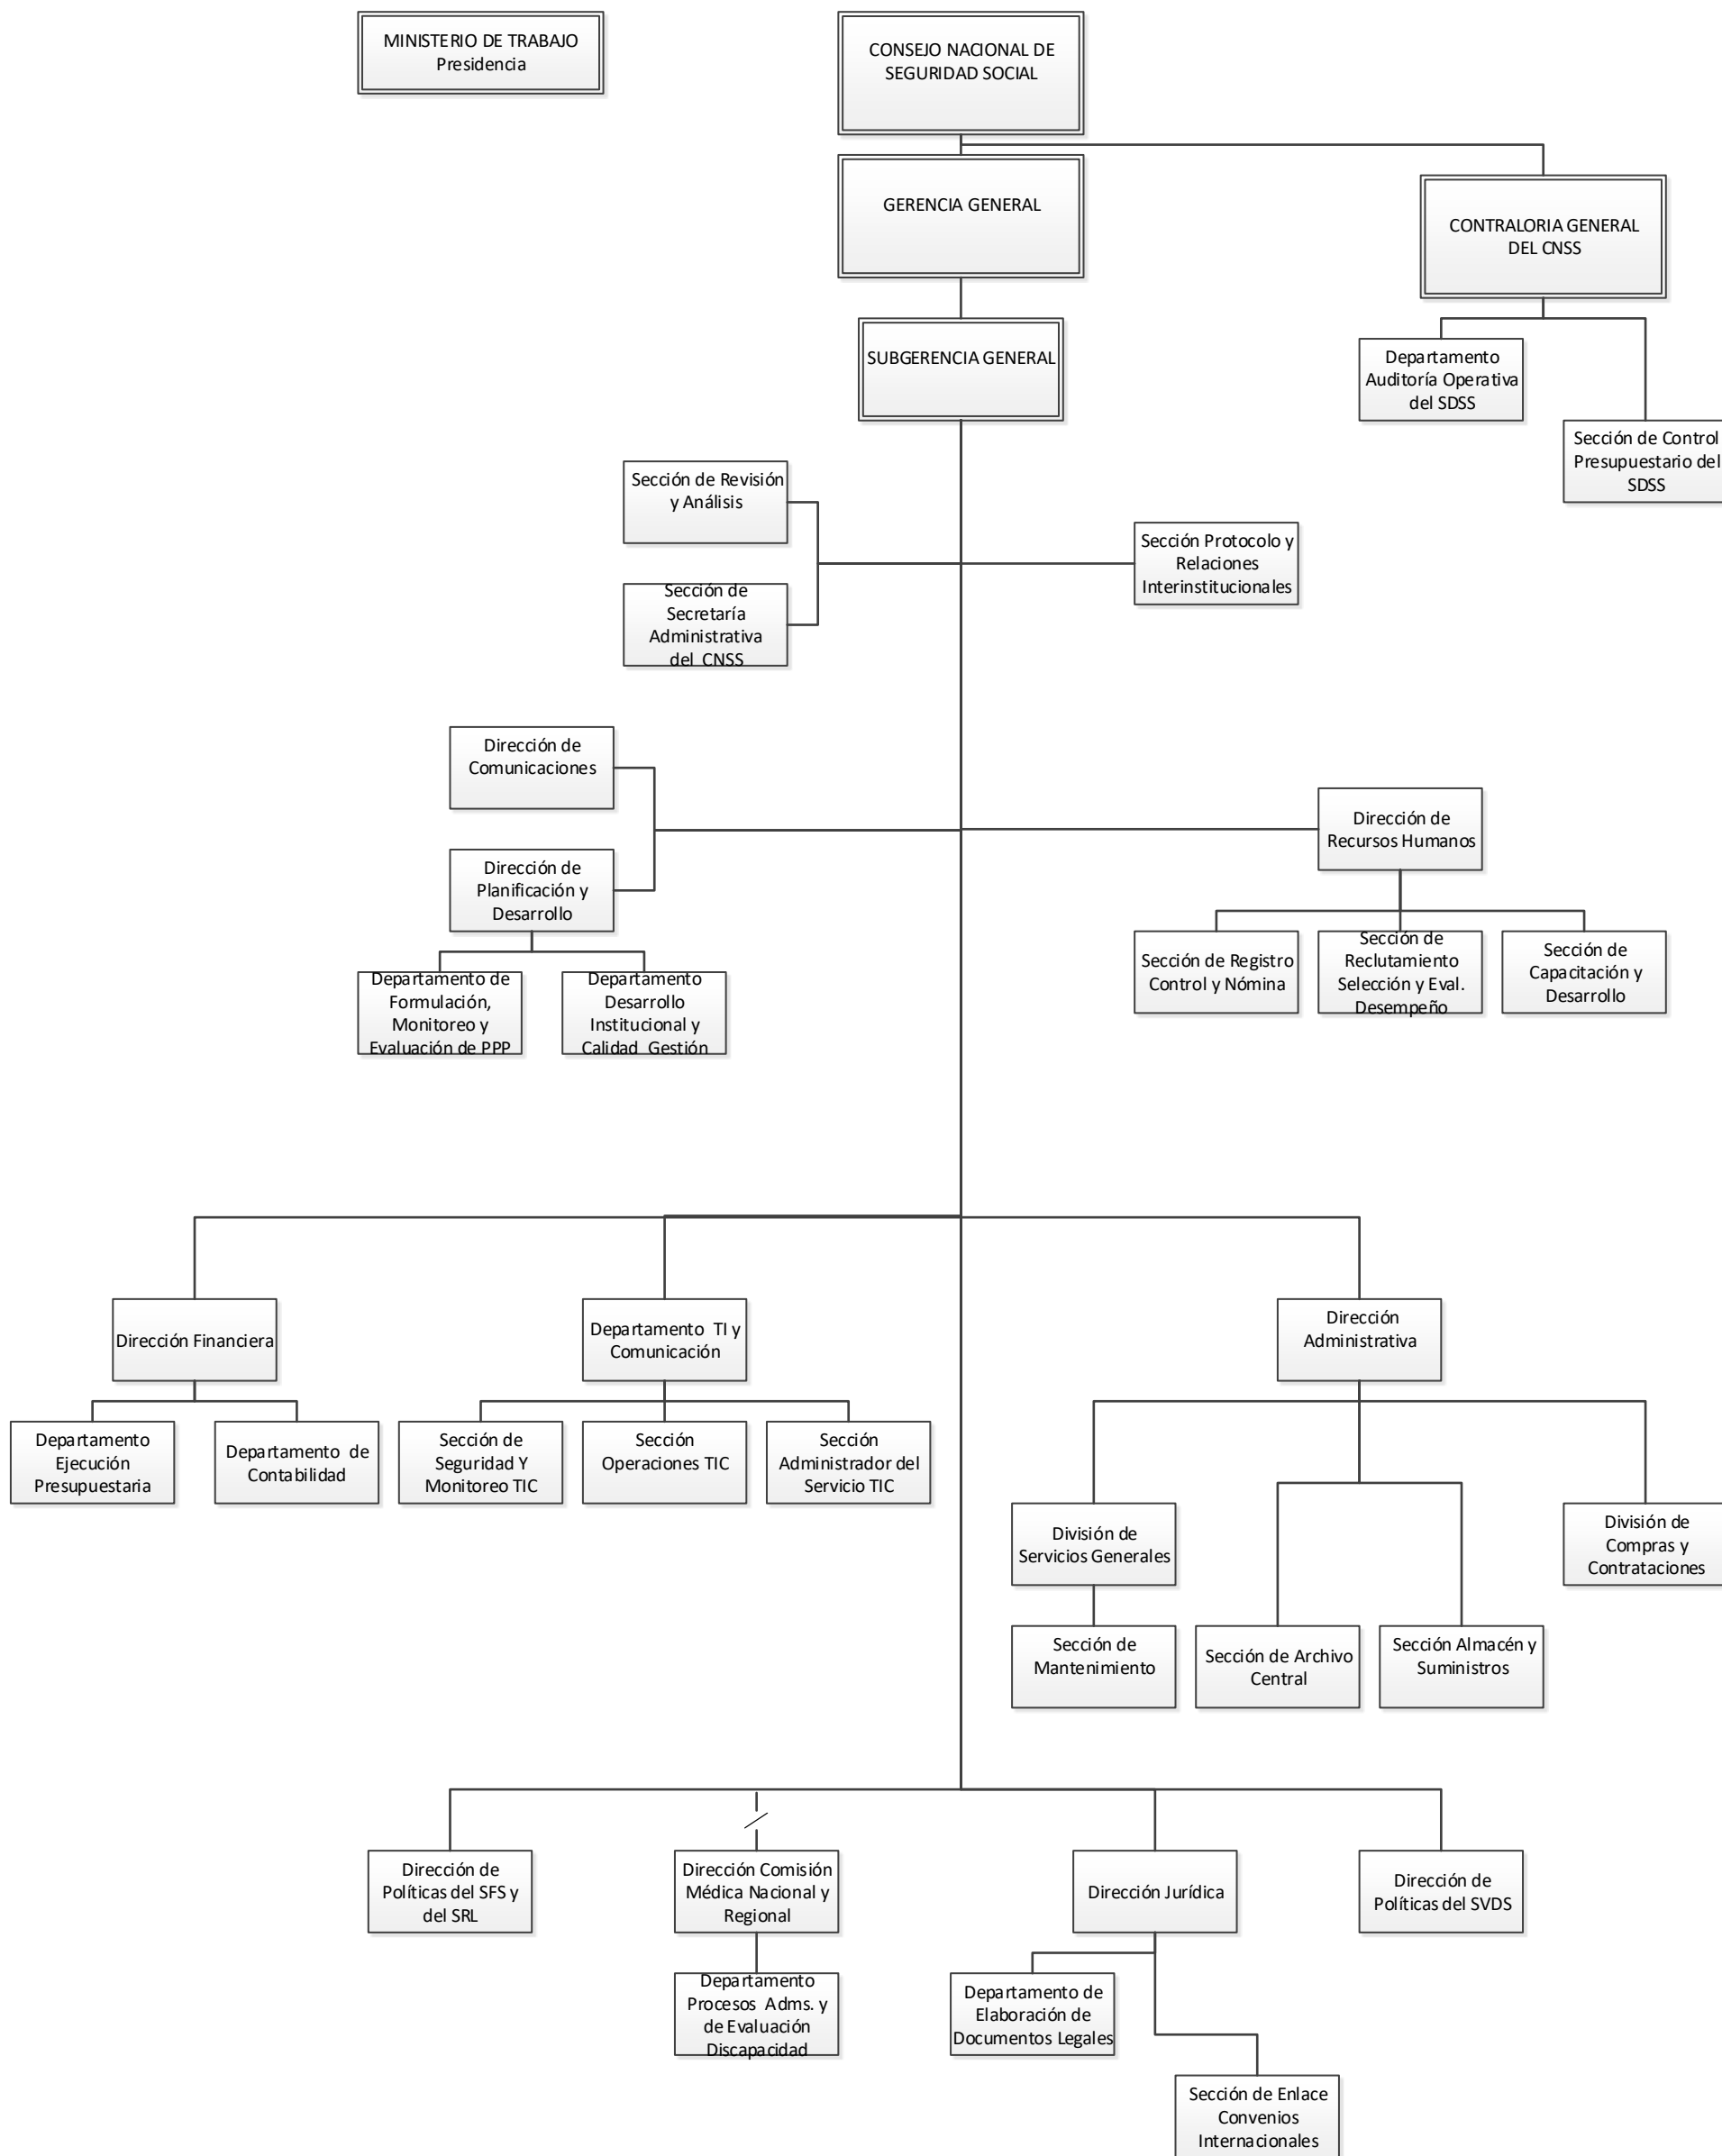 MINISTERIO DE TRABAJO
Presidencia
CONSEJO NACIONAL DE
SEGURIDAD SOCIAL
GERENCIA GENERAL
CONTRALORIA GENERAL
DEL CNSS
SUBGERENCIA GENERAL
Departamento
Auditoría Operativa
del SDSS
Sección de Control
Presupuestario del
SDSS
Sección de Revisión
y Análisis
Sección Protocolo y
Relaciones
Interinstitucionales
Sección de
Secretaría
Administrativa
del CNSS
Dirección de
Comunicaciones
Dirección de
Recursos Humanos
Dirección de
Planificación y
Desarrollo
Departamento de
Formulación,
Monitoreo y
Evaluación de PPP
Departamento
Desarrollo
Institucional y
Calidad Gestión
Sección de Registro
Control y Nómina
Sección de
Reclutamiento
Selección y Eval.
Desempeño
Sección de
Capacitación y
Desarrollo
Dirección Financiera
Departamento TI y
Comunicación
Dirección
Administrativa
Departamento
Ejecución
Presupuestaria
Departamento de
Contabilidad
Sección de
Seguridad Y
Monitoreo TIC
Sección
Operaciones TIC
Sección
Administrador del
Servicio TIC
División de
Servicios Generales
División de
Compras y
Contrataciones
Sección de
Mantenimiento
Sección de Archivo
Central
Sección Almacén y
Suministros
Dirección de
Políticas del SFS y
del SRL
Dirección Comisión
Médica Nacional y
Regional
Dirección Jurídica
Dirección de
Políticas del SVDS
Departamento
Procesos Adms. y
de Evaluación
Discapacidad
Departamento de
Elaboración de
Documentos Legales
Sección de Enlace
Convenios
Internacionales